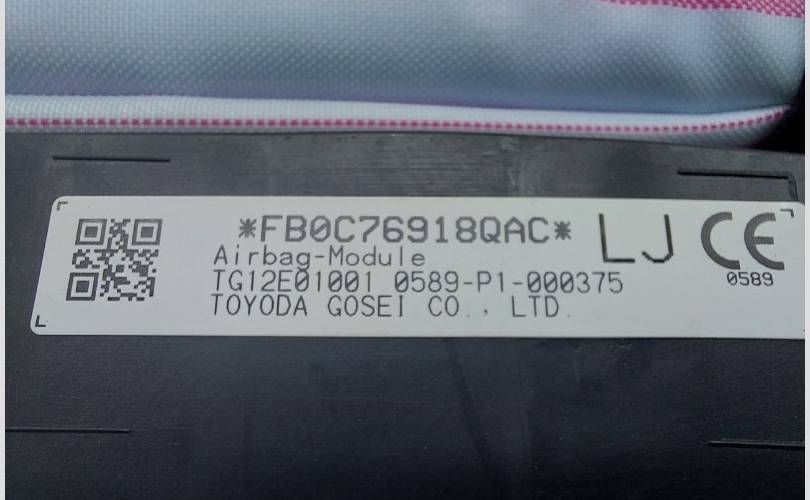 *FB0C76918QAC*
LJ
CE
0589
Airbag-Module
TG12E01001 0589-P1-000375
TOYODA GOSEI CO., LTD.